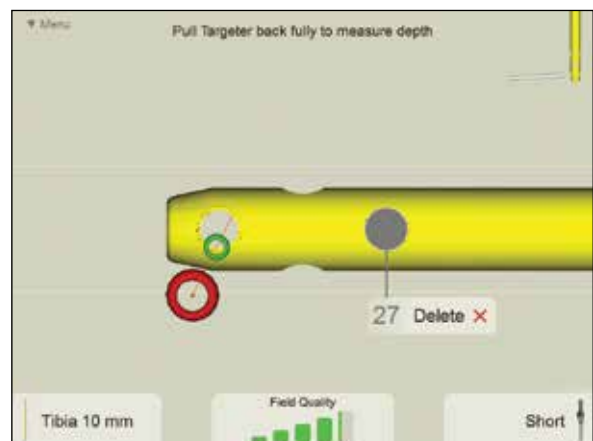 ▼ Menu
Pull Targeter back fully to measure depth
27 Delete ✕
Field Quality
Tibia 10 mm
Short